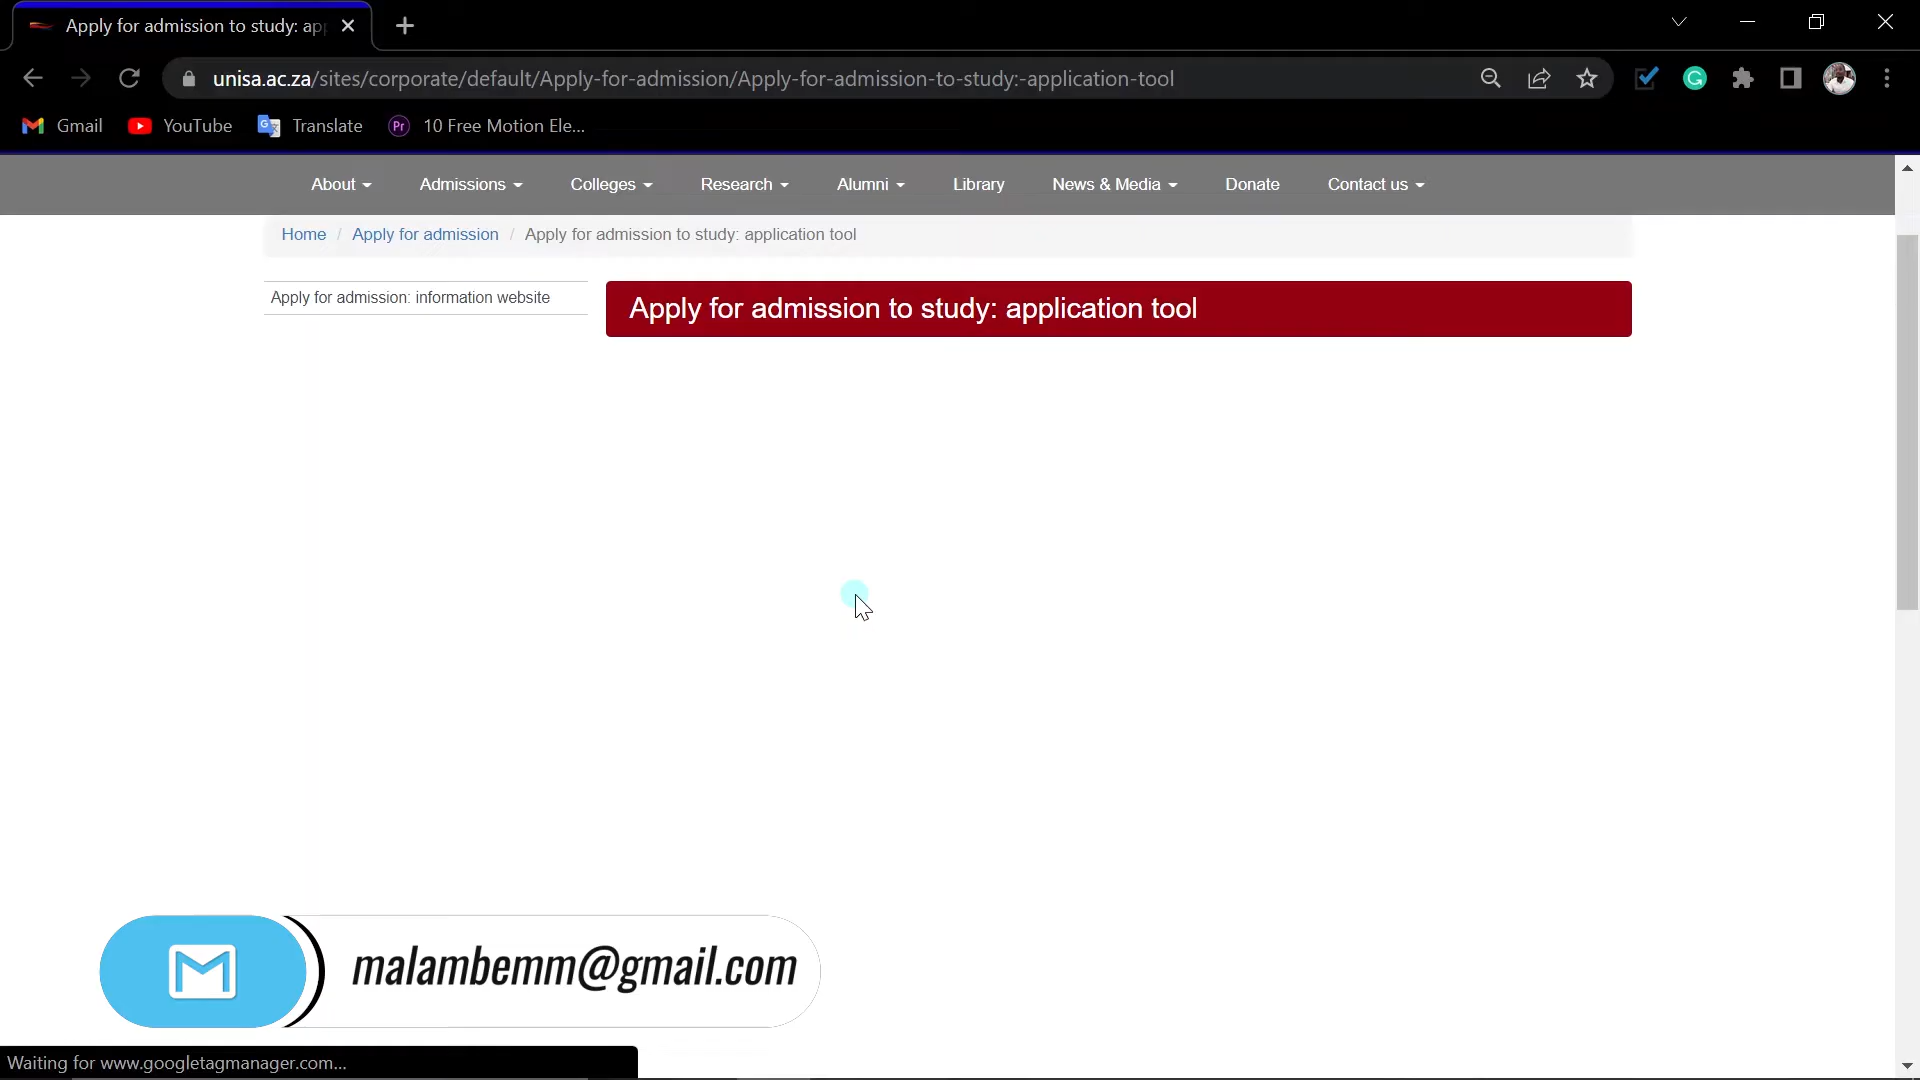 Apply for admission to study: ap
unisa.ac.za/sites/corporate/default/Apply-for-admission/Apply-for-admission-to-study:-application-tool
Gmail YouTube Translate Pr 10 Free Motion Ele...
About Admissions Colleges Research Alumni Library News & Media Donate Contact us
Home / Apply for admission / Apply for admission to study: application tool
Apply for admission: information website
Apply for admission to study: application tool
malambemm@gmail.com
Waiting for www.googletagmanager.com...